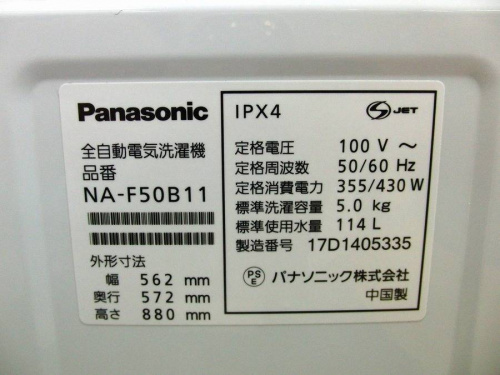 Panasonic
全自動電気洗濯機
品番
NA-F50B11
外形寸法
幅 562 mm
奥行 572 mm
高さ 880 mm
IPX4
S JET
定格電圧 100 V ~
定格周波数 50/60 Hz
定格消費電力 355/430 W
標準洗濯容量 5.0 kg
標準使用水量 114 L
製造番号 17D1405335
PS E パナソニック株式会社
中国製